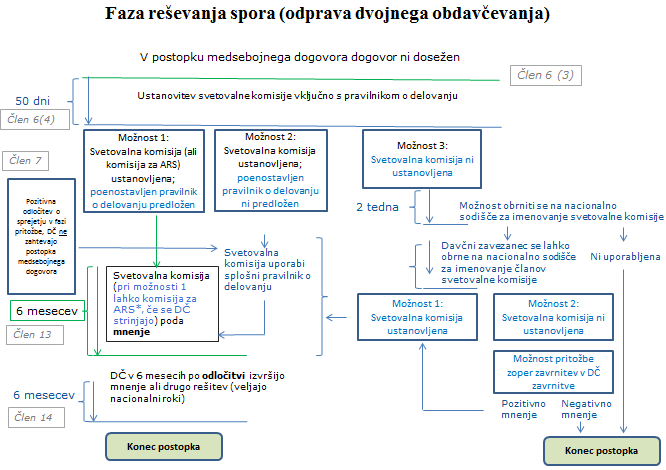 Faza reševanja spora (odprava dvojnega obdavčevanja)
V postopku medsebojnega dogovora dogovor ni dosežen
Člen 6 (3)
50 dni
Ustanovitev svetovalne komisije vključno s pravilnikom o delovanju
Člen 6(4)
Člen 7
Možnost 1:
Svetovalna komisija (ali
komisija za ARS)
ustanovljena;
poenostavljen pravilnik
o delovanju predložen
Možnost 2:
Svetovalna komisija
ustanovljena;
poenostavljen
pravilnik o delovanju
ni predložen
Možnost 3:
Svetovalna komisija ni
ustanovljena
Pozitivna
odločitev o
sprejetju v fazi
pritožbe, DČ ne
zahtevajo
postopka
medsebojnega
dogovora
2 tedna
Možnost obrniti se na nacionalno
sodišče za imenovanje svetovalne komisije
Svetovalna
komisija uporabi
splošni pravilnik o
delovanju
Davčni zavezanec se lahko
obrne na nacionalno sodišče
za imenovanje članov
svetovalne komisije
Ni uporabljena
Svetovalna komisija
(pri možnosti 1
lahko komisija za
ARS*, če se DČ
strinjajo) poda
mnenje
6 mesecev
Člen 13
Možnost 1:
Svetovalna komisija
ustanovljena
Možnost 2:
Svetovalna komisija ni
ustanovljena
Možnost pritožbe
zoper zavrnitev v DČ
zavrnitve
DČ v 6 mesecih po odločitvi izvršijo
mnenje ali drugo rešitev (veljajo
nacionalni roki)
6 mesecev
Člen 14
Pozitivno
mnenje
Negativno
mnenje
Konec postopka
Konec postopka